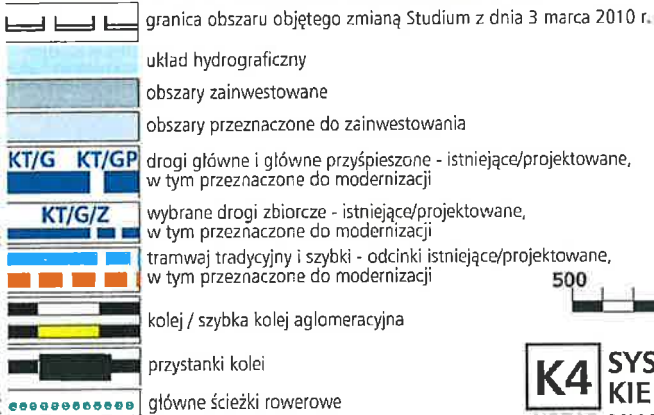 granica obszaru objętego zmianą Studium z dnia 3 marca 2010 r.
układ hydrograficzny
obszary zainwestowane
obszary przeznaczone do zainwestowania
KT/G KT/GP drogi główne i główne przyśpieszone - istniejące/projektowane,
w tym przeznaczone do modernizacji
KT/G/Z wybrane drogi zbiorcze - istniejące/projektowane,
w tym przeznaczone do modernizacji
tramwaj tradycyjny i szybki - odcinki istniejące/projektowane,
w tym przeznaczone do modernizacji
500
kolej / szybka kolej aglomeracyjna
przystanki kolei
K4 SYS
KIE
główne ścieżki rowerowe